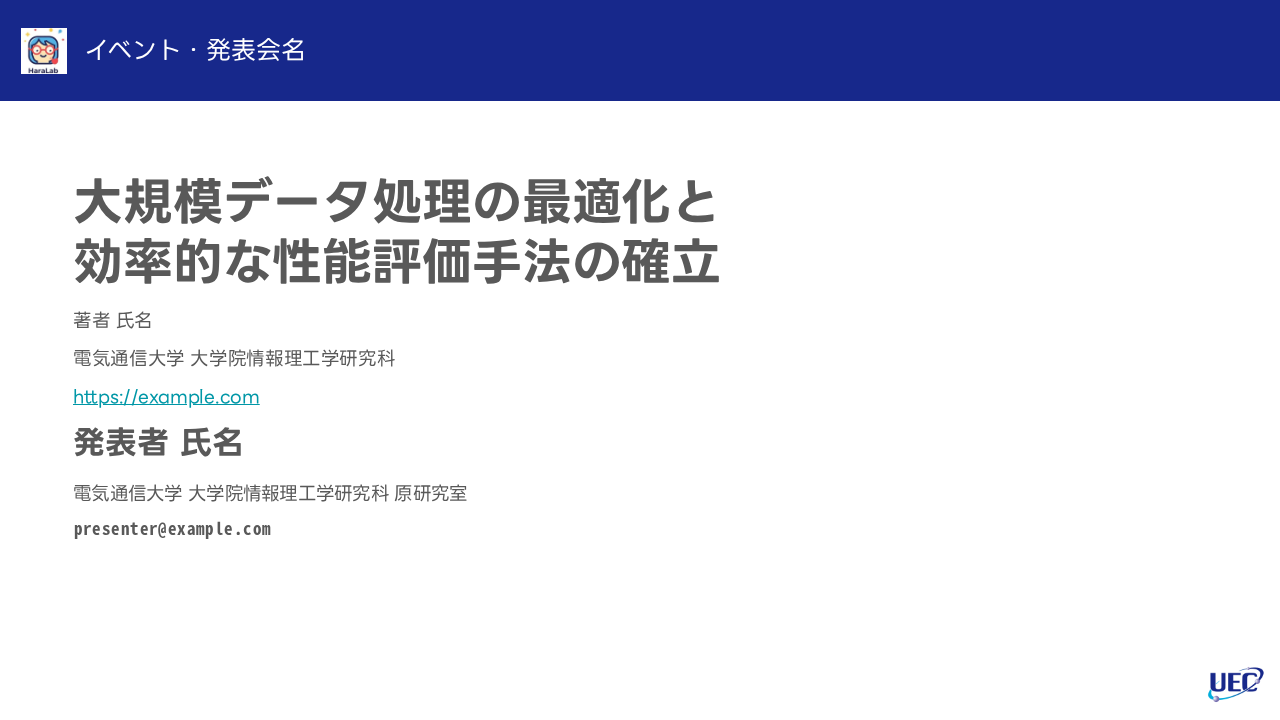 HaraLab
イベント・発表会名
大規模データ処理の最適化と
効率的な性能評価手法の確立
著者 氏名
電気通信大学 大学院情報理工学研究科
https://example.com
発表者 氏名
電気通信大学 大学院情報理工学研究科 原研究室
presenter@example.com
UEC